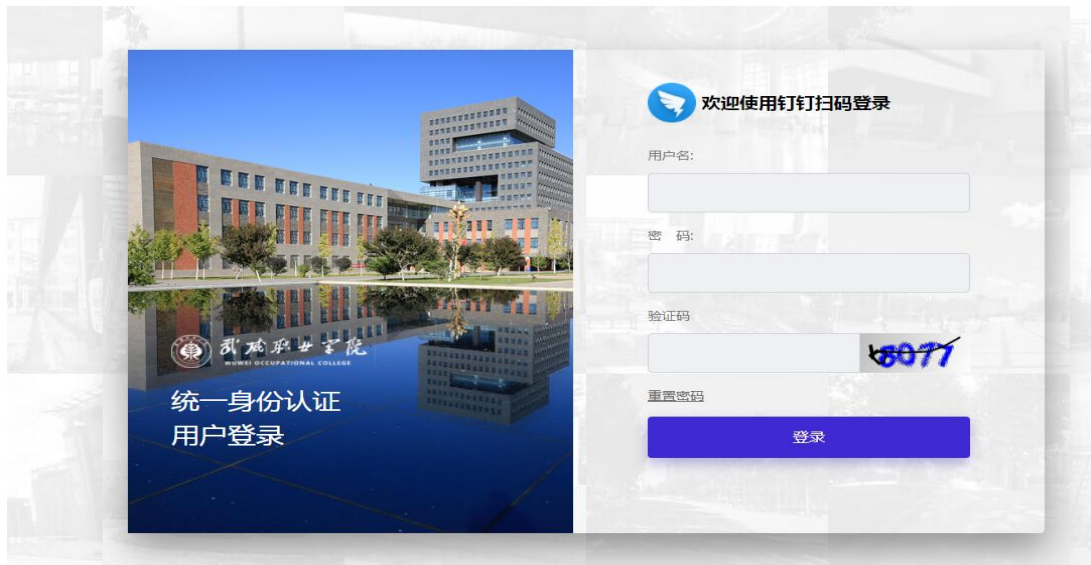 欢迎使用钉钉扫码登录
用户名:
密 码:
验证码
8077
重置密码
登录
武威职业学院
WUWEI OCCUPATIONAL COLLEGE
统一身份认证
用户登录